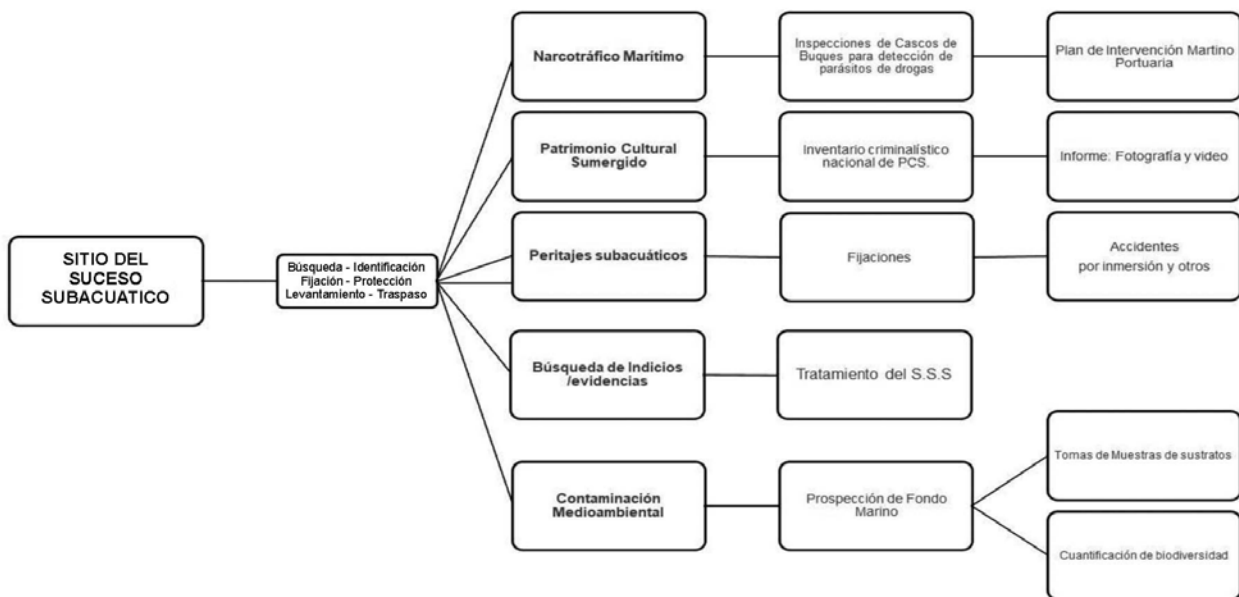 SITIO DEL
SUCESO
SUBACUATICO
Búsqueda - Identificación
Fijación - Protección
Levantamiento - Traspaso
Narcotráfico Marítimo
Inspecciones de Cascos de
Buques para detección de
parásitos de drogas
Plan de Intervención Martino
Portuaria
Patrimonio Cultural
Sumergido
Inventario criminalístico
nacional de PCS.
Informe: Fotografía y video
Peritajes subacuáticos
Fijaciones
Accidentes
por inmersión y otros
Búsqueda de Indicios
/evidencias
Tratamiento del S.S.S
Contaminación
Medioambiental
Prospección de Fondo
Marino
Tomas de Muestras de sustratos
Cuantificación de biodiversidad